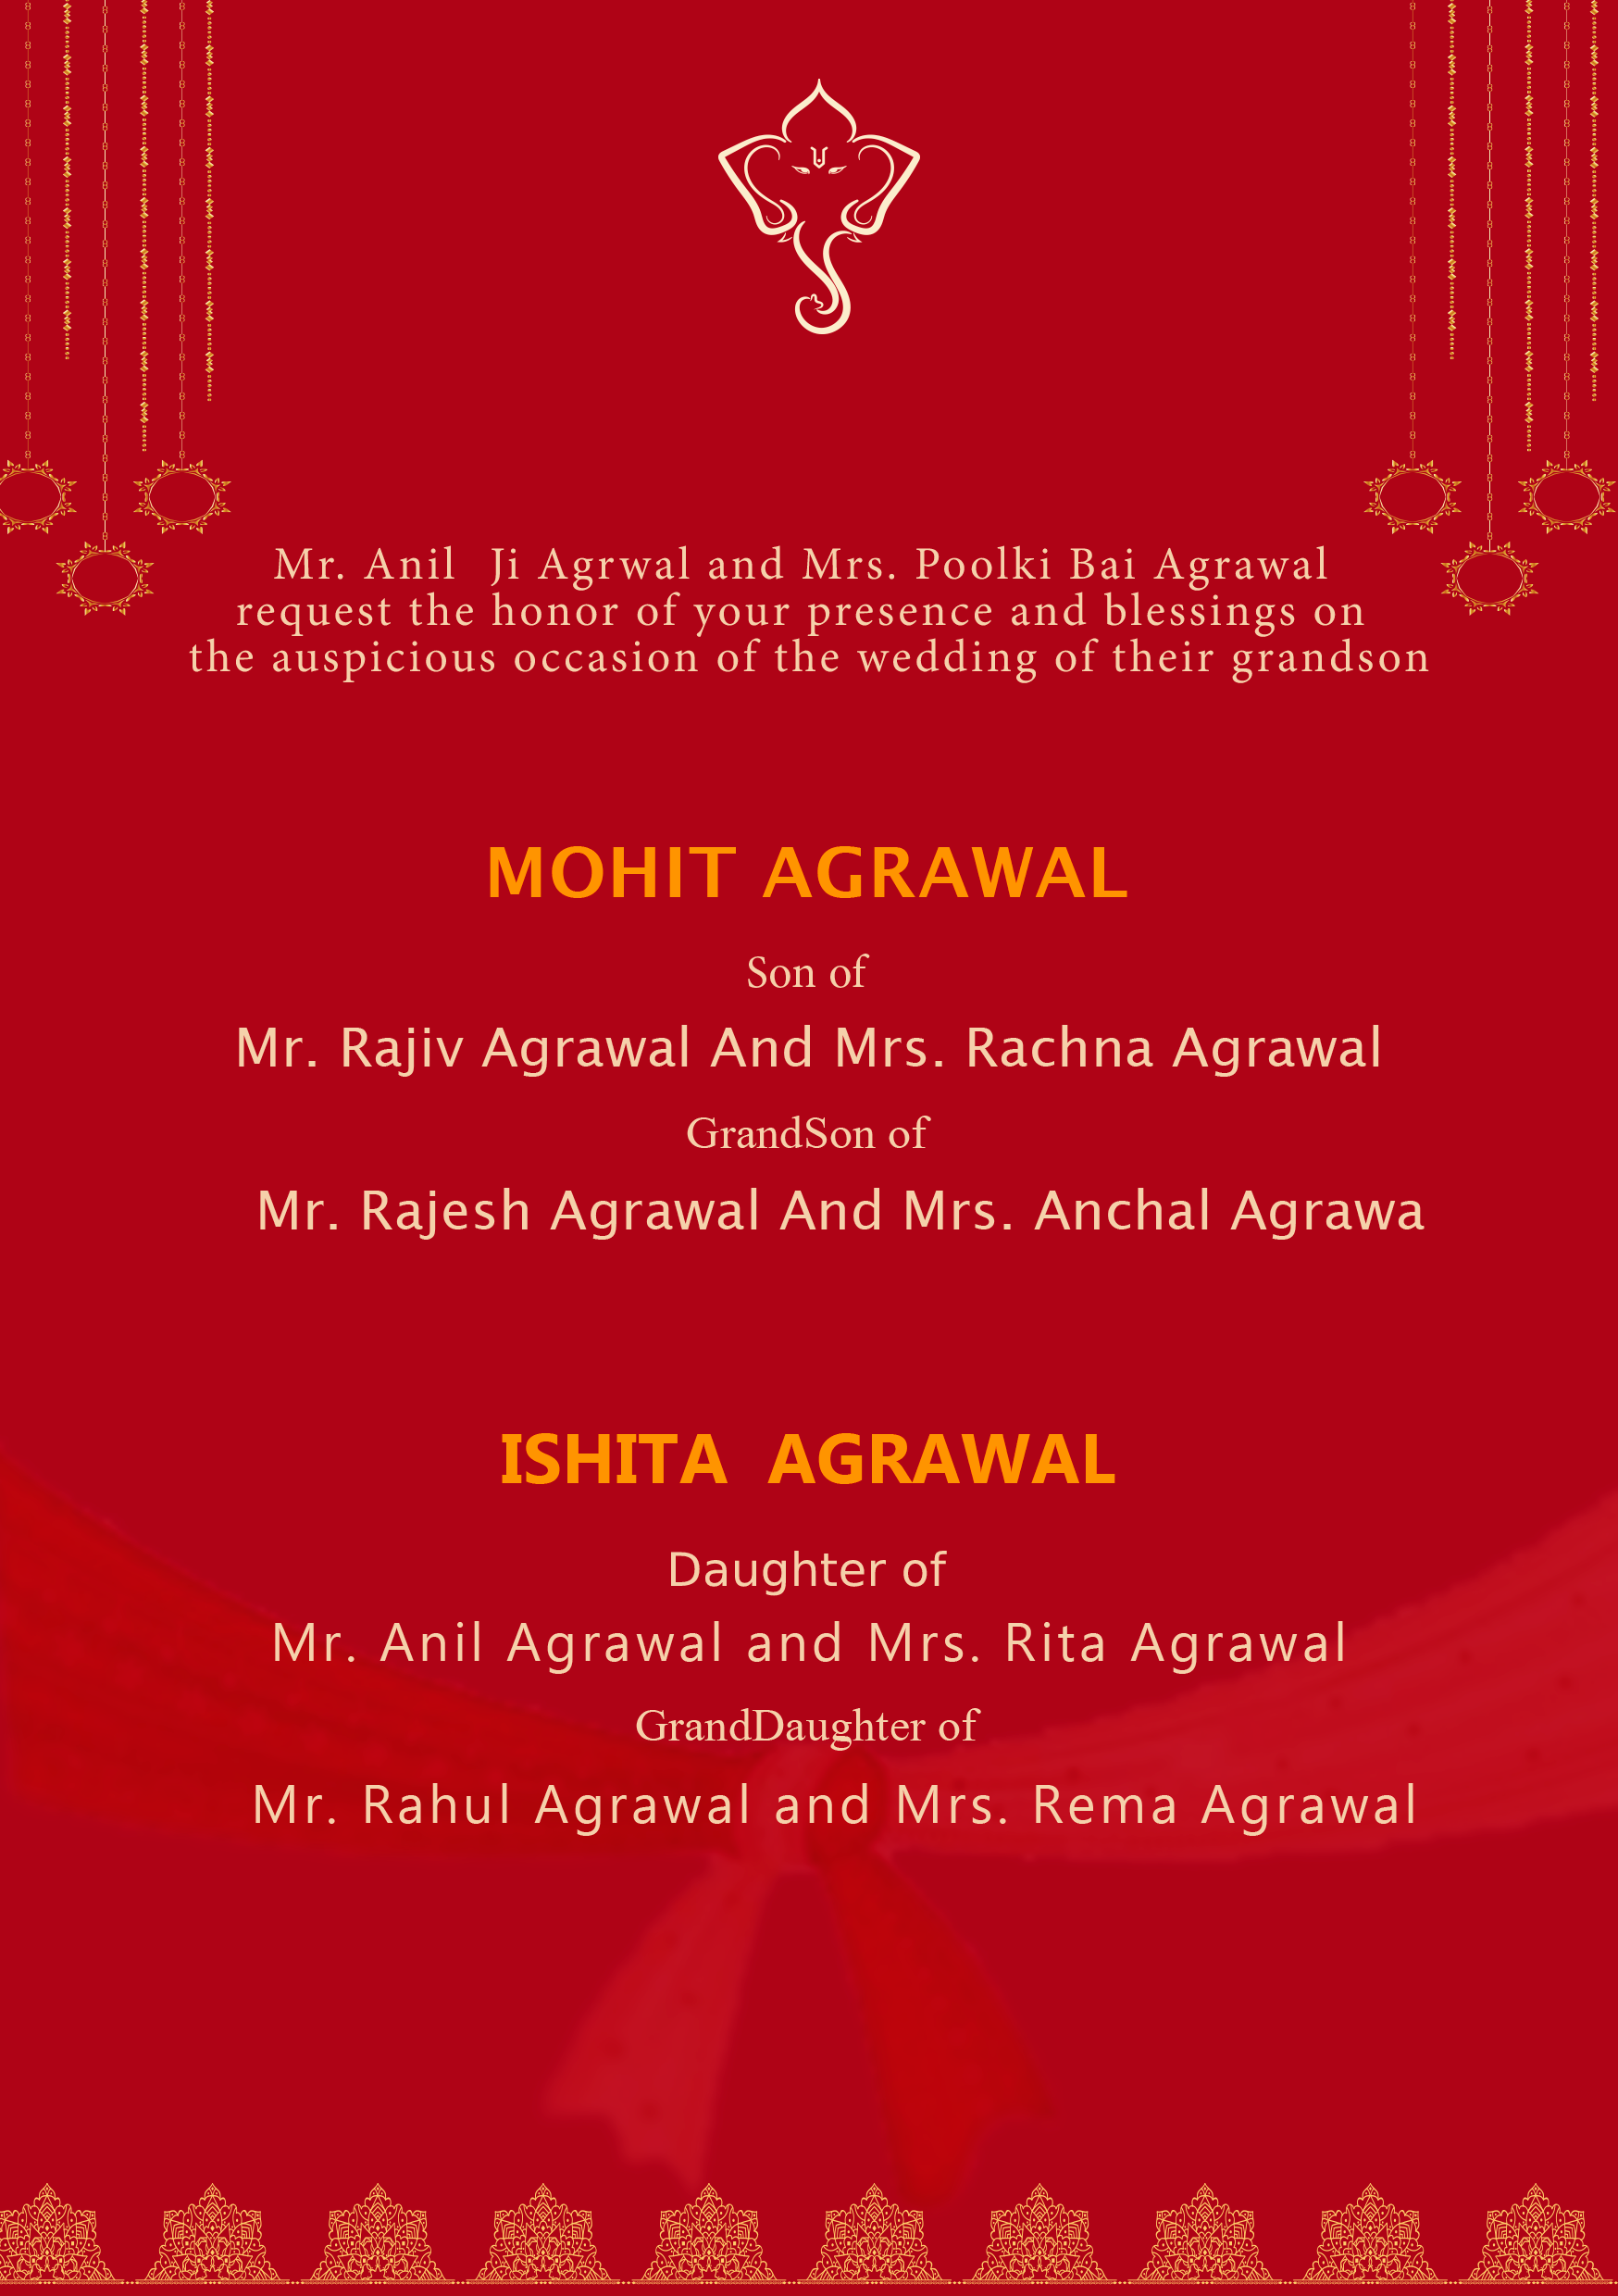 Mr. Anil Ji Agrwal and Mrs. Poolki Bai Agrawal
request the honor of your presence and blessings on
the auspicious occasion of the wedding of their grandson
MOHIT AGRAWAL
Son of
Mr. Rajiv Agrawal And Mrs. Rachna Agrawal
GrandSon of
Mr. Rajesh Agrawal And Mrs. Anchal Agrawa
ISHITA AGRAWAL
Daughter of
Mr. Anil Agrawal and Mrs. Rita Agrawal
GrandDaughter of
Mr. Rahul Agrawal and Mrs. Rema Agrawal